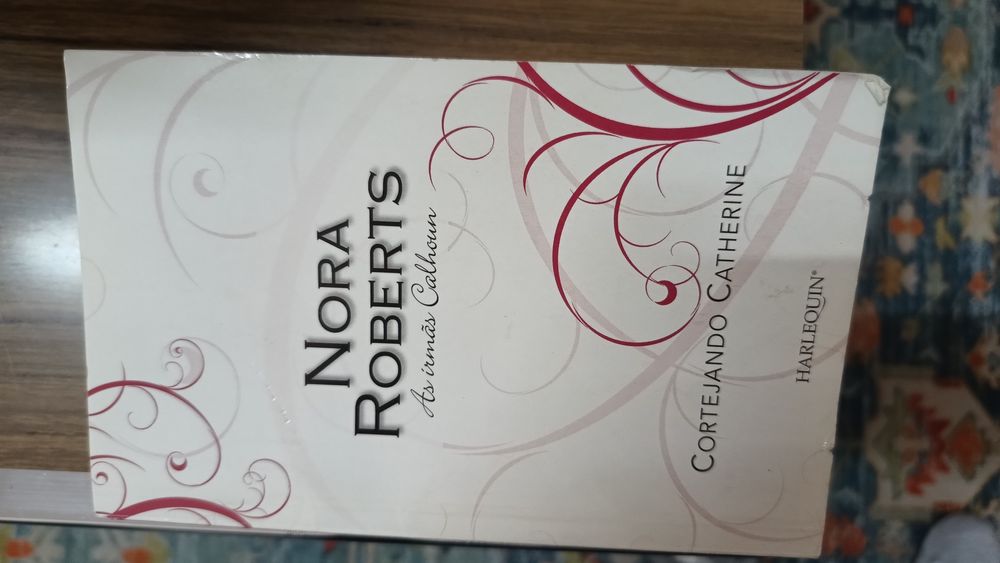 NORA
ROBERTS
As irmãs Calhoun
CORTEJANDO CATHERINE
HARLEQUIN®